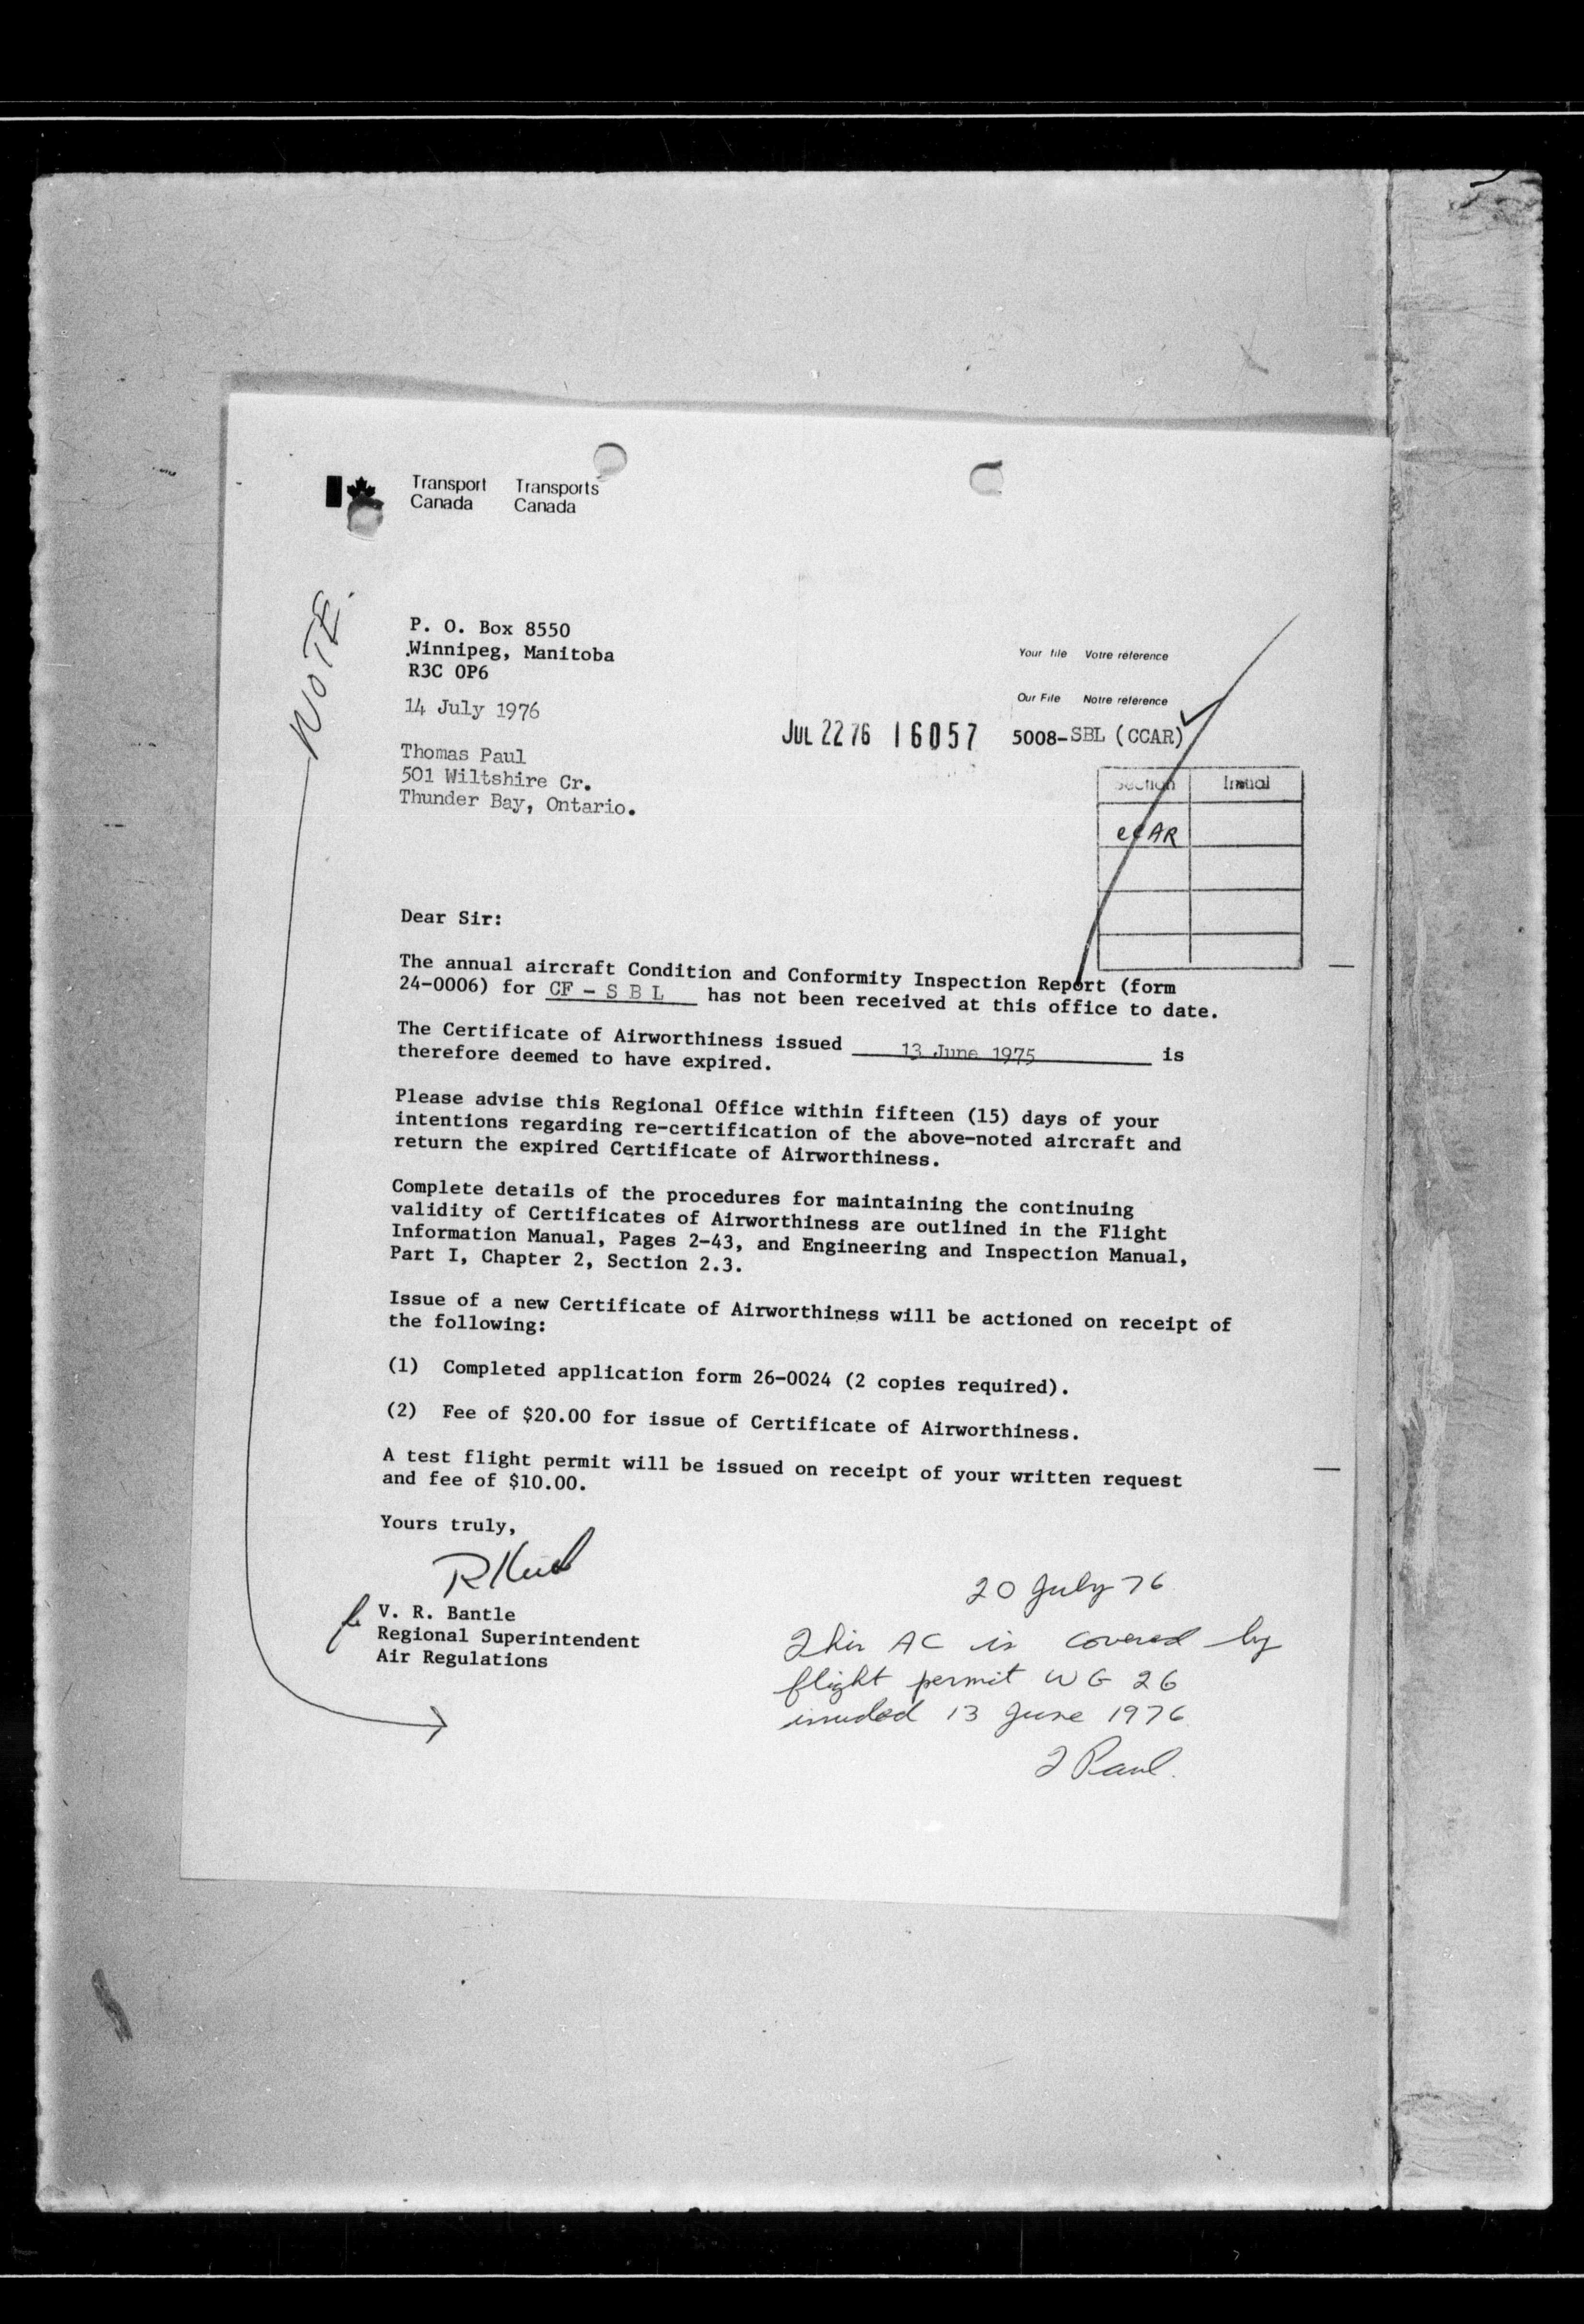 Transport Canada
Transports Canada
NOTE.
P. O. Box 8550
Winnipeg, Manitoba
R3C 0P6
14 July 1976
Thomas Paul
501 Wiltshire Cr.
Thunder Bay, Ontario.
Your file Votre référence
Our File Notre référence
JUL 22 76 16057
5008-SBL (CCAR)
Section Initial
CCAR
Dear Sir:
The annual aircraft Condition and Conformity Inspection Report (form
24-0006) for CF - S B L has not been received at this office to date.
The Certificate of Airworthiness issued 13 June 1975 is
therefore deemed to have expired.
Please advise this Regional Office within fifteen (15) days of your
intentions regarding re-certification of the above-noted aircraft and
return the expired Certificate of Airworthiness.
Complete details of the procedures for maintaining the continuing
validity of Certificates of Airworthiness are outlined in the Flight
Information Manual, Pages 2-43, and Engineering and Inspection Manual,
Part I, Chapter 2, Section 2.3.
Issue of a new Certificate of Airworthiness will be actioned on receipt of
the following:
(1) Completed application form 26-0024 (2 copies required).
(2) Fee of $20.00 for issue of Certificate of Airworthiness.
A test flight permit will be issued on receipt of your written request
and fee of $10.00.
Yours truly,
V. R. Bantle
Regional Superintendent
Air Regulations
20 July 76
This AC is covered by
flight permit WG 26
issuded 13 June 1976
T Paul.